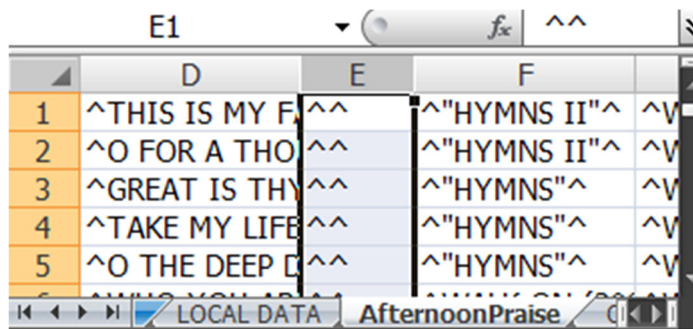 E1 fx ^^
D E F
1 ^THIS IS MY F ^^ ^"HYMNS II"^ ^V
2 ^O FOR A THO ^^ ^"HYMNS II"^ ^V
3 ^GREAT IS THY ^^ ^"HYMNS"^ ^V
4 ^TAKE MY LIFE ^^ ^"HYMNS"^ ^V
5 ^O THE DEEP ^^ ^"HYMNS"^ ^V
LOCAL DATA AfternoonPraise